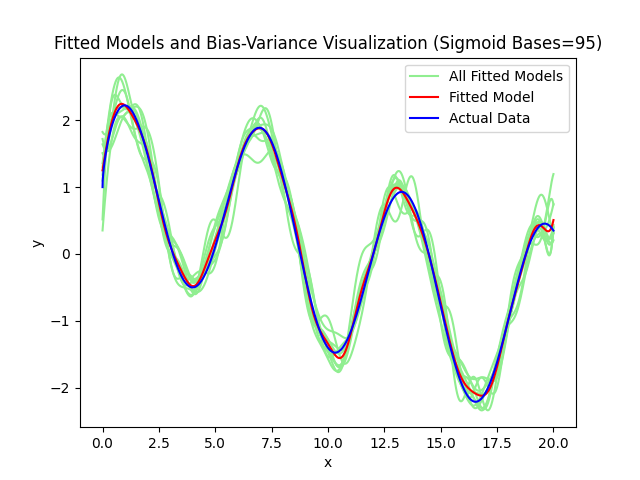 Fitted Models and Bias-Variance Visualization (Sigmoid Bases=95)
All Fitted Models
Fitted Model
Actual Data
y
2
1
0
−1
−2
0.0 2.5 5.0 7.5 10.0 12.5 15.0 17.5 20.0
x